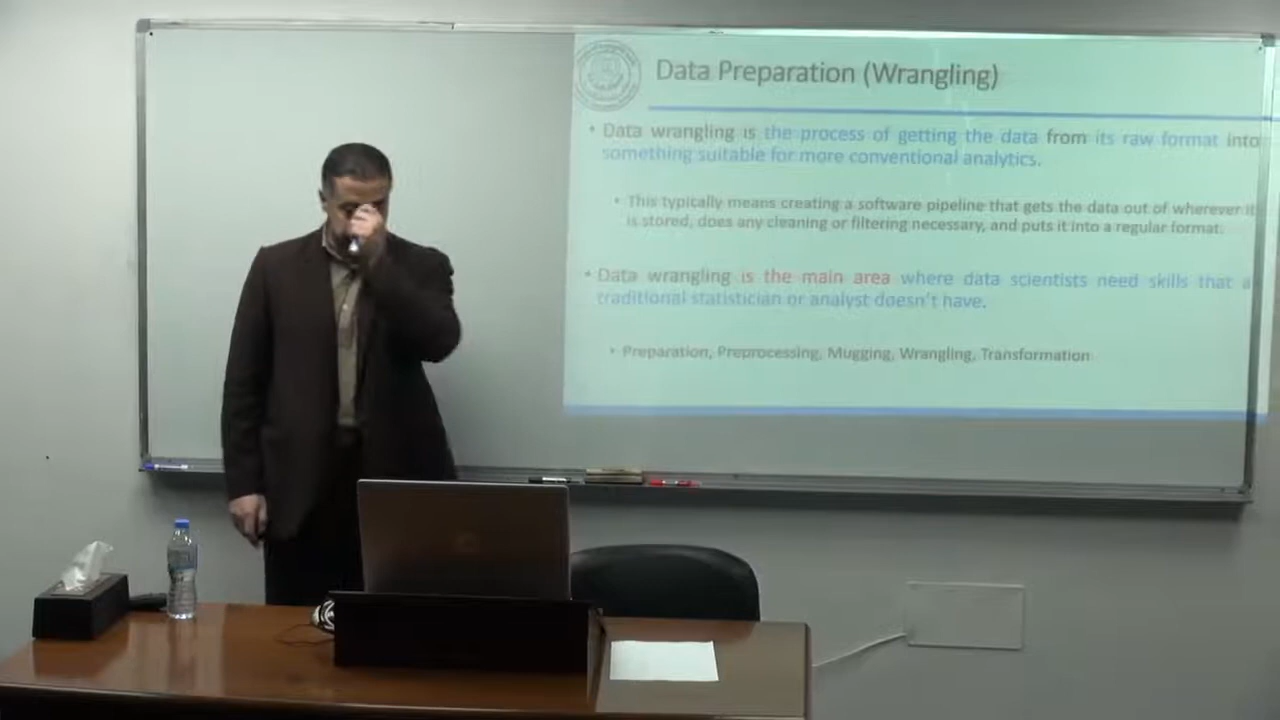 Data Preparation (Wrangling)
• Data wrangling is the process of getting the data from its raw format into
something suitable for more conventional analytics.
• This typically means creating a software pipeline that gets the data out of wherever it
is stored, does any cleaning or filtering necessary, and puts it into a regular format.
• Data wrangling is the main area where data scientists need skills that a
traditional statistician or analyst doesn't have.
• Preparation, Preprocessing, Mugging, Wrangling, Transformation